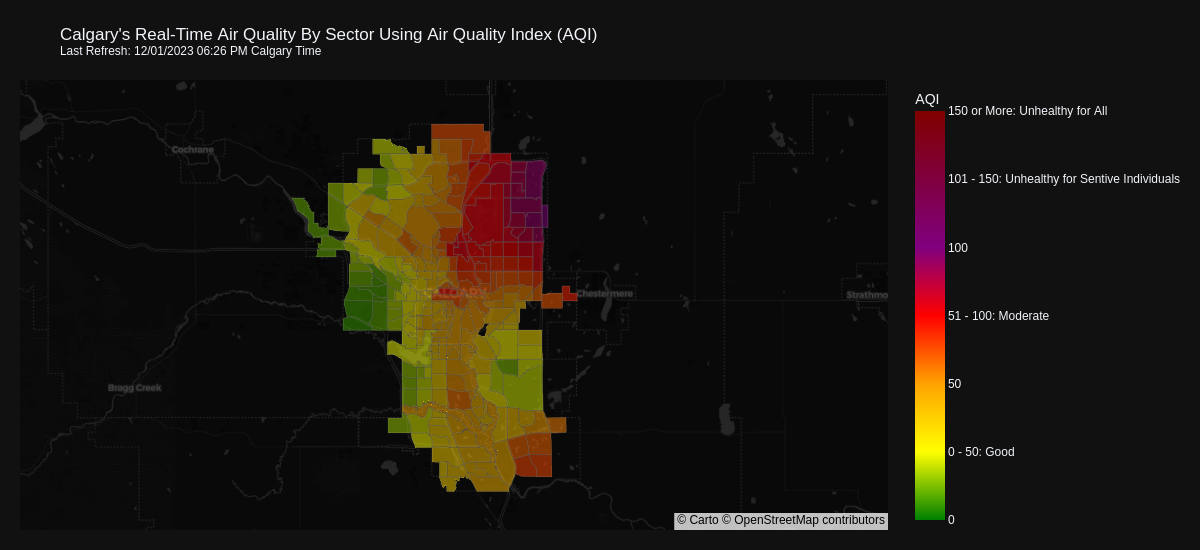 Calgary's Real-Time Air Quality By Sector Using Air Quality Index (AQI)
Last Refresh: 12/01/2023 06:26 PM Calgary Time
AQI
150 or More: Unhealthy for All
101 - 150: Unhealthy for Sentive Individuals
100
51 - 100: Moderate
50
0 - 50: Good
0
Cochrane
CALGARY
Chestermere
Strathmo
Bragg Creek
© Carto © OpenStreetMap contributors